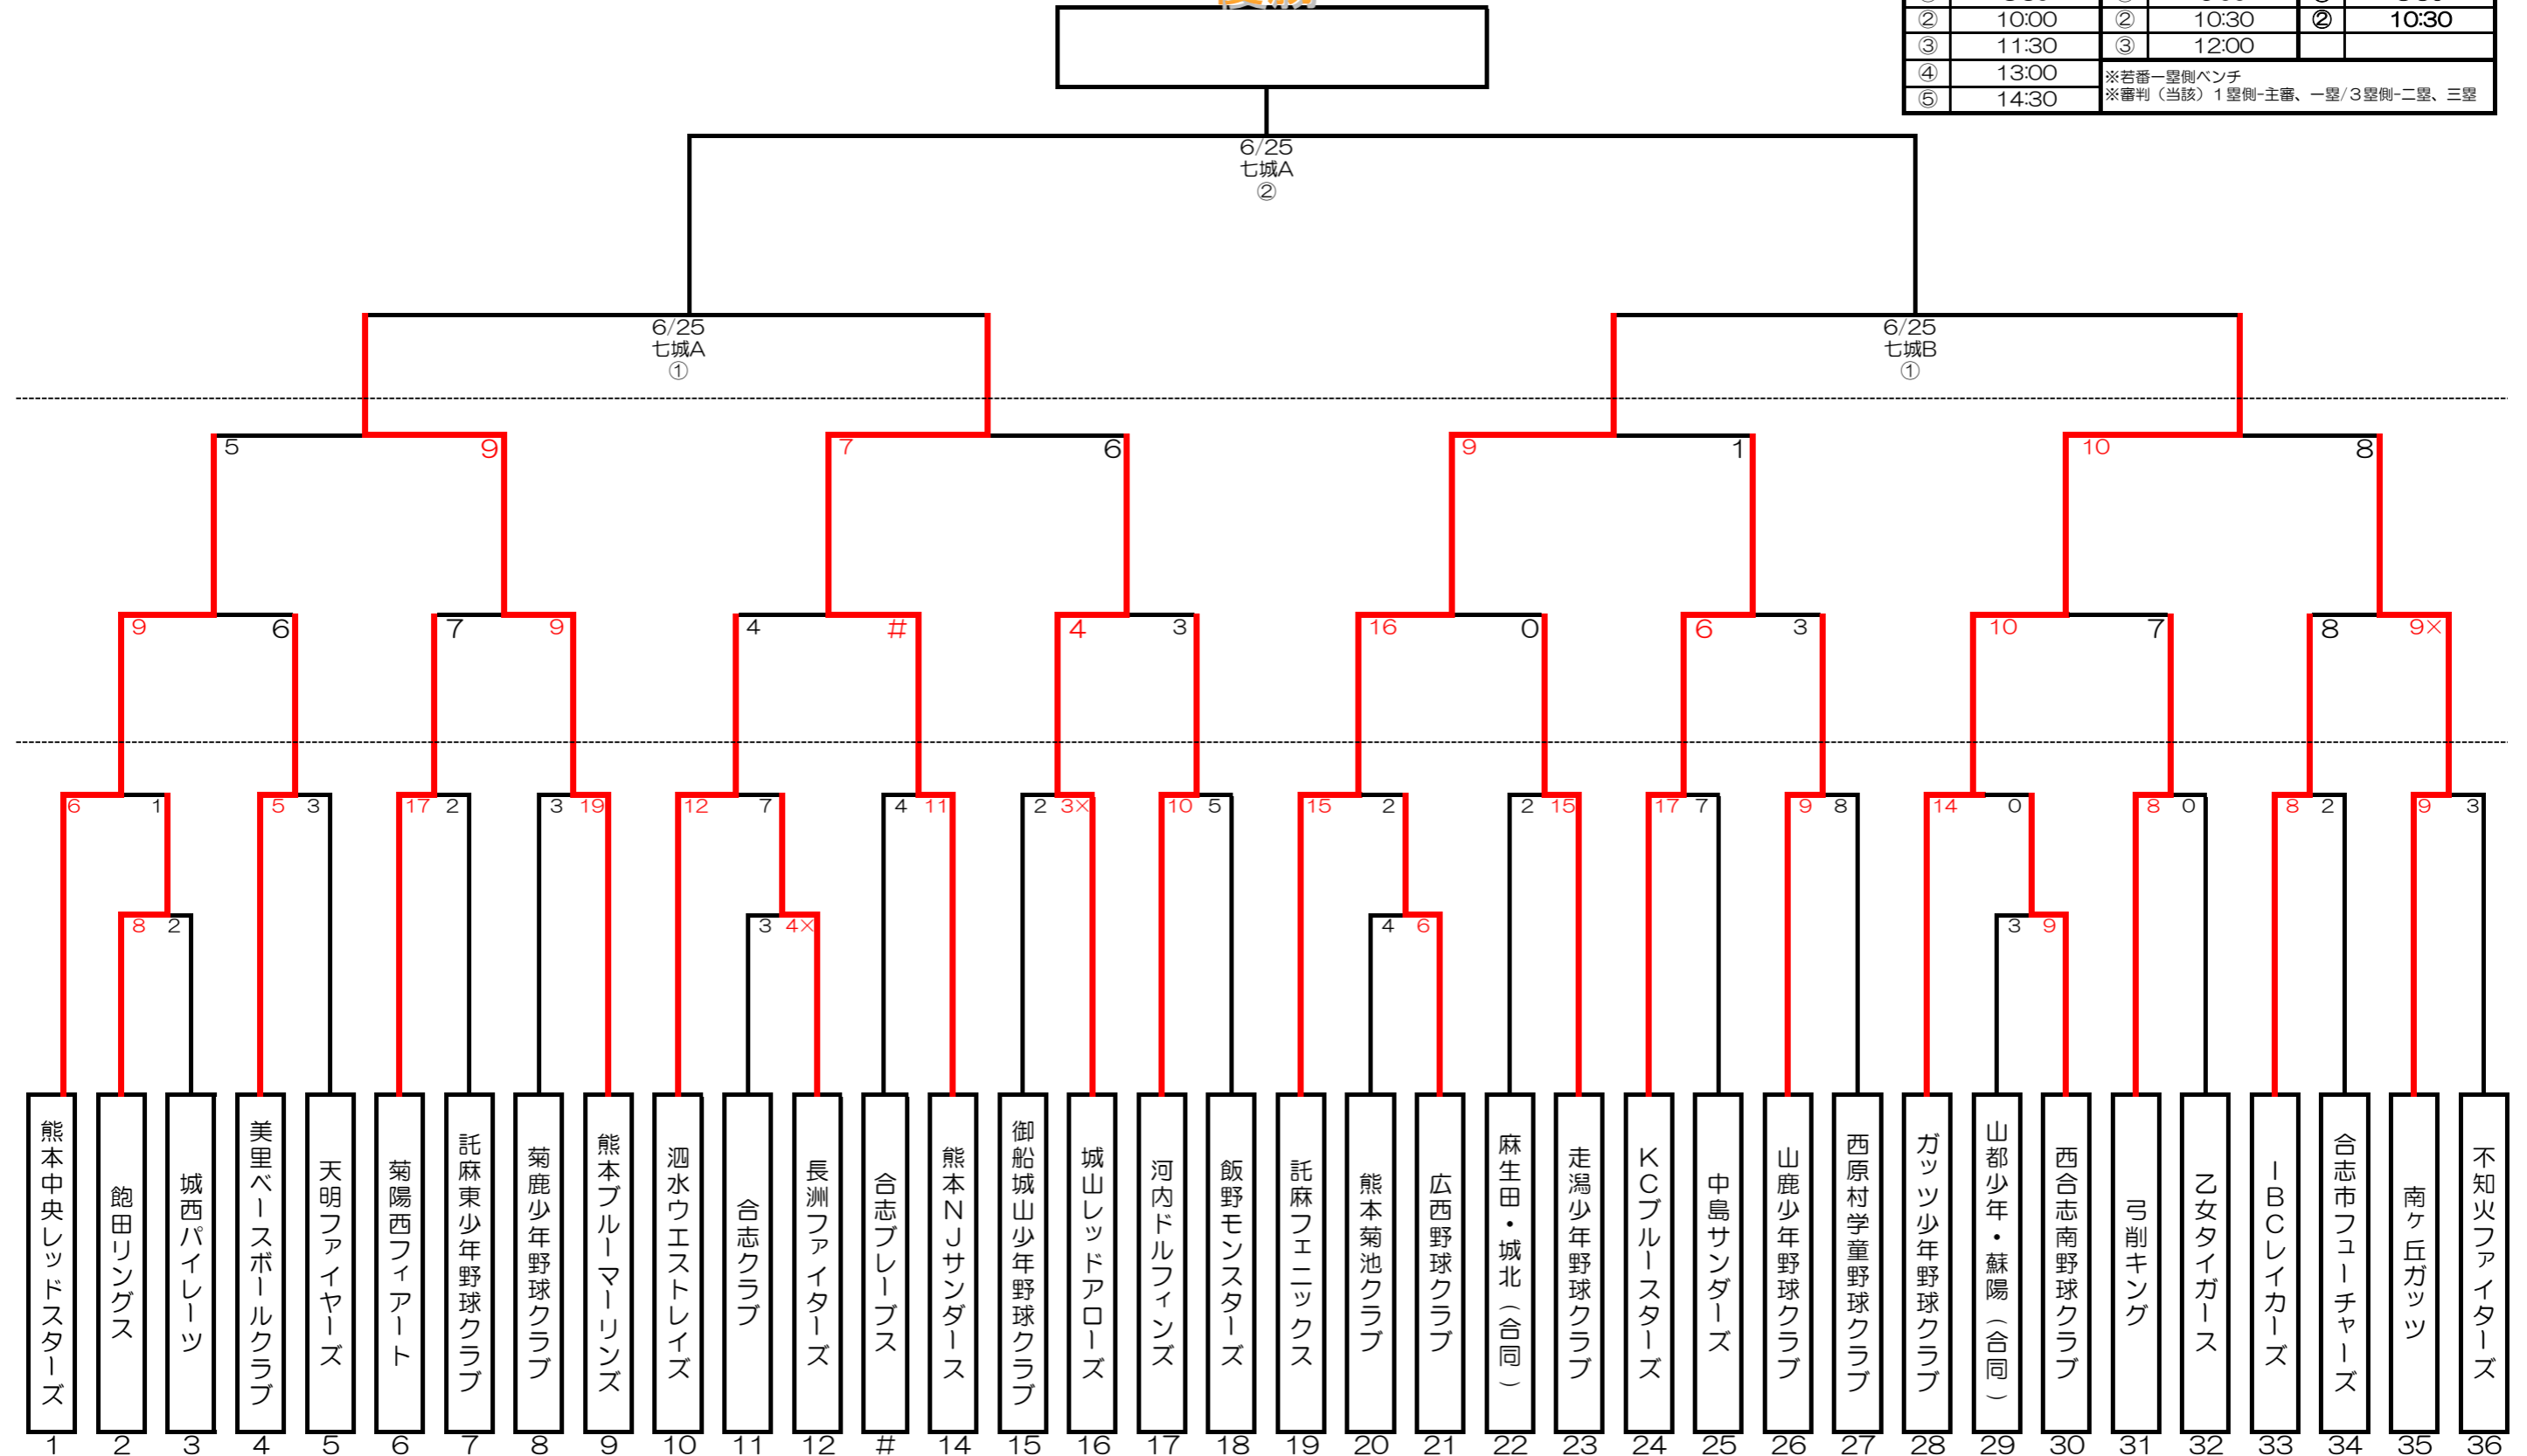 ② 10:00 ② 10:30 ② 10:30
③ 11:30 ③ 12:00
④ 13:00
⑤ 14:30
※若番一塁側ベンチ
※審判（当該）１塁側-主審、一塁/３塁側-二塁、三塁
6/25
七城A
②
6/25
七城A
①
6/25
七城B
①
5 9 7 6 9 1 10 8
9 6 7 9 4 # 4 3 16 0 6 3 10 7 8 9×
6 1 5 3 17 2 3 19 12 7 4 11 2 3× 10 5 15 2 2 15 17 7 9 8 14 0 8 0 8 2 9 3
8 2 3 4× 4 6 3 9
熊本中央レッドスターズ
飽田リングス
城西パイレーツ
美里ベースボールクラブ
天明ファイヤーズ
菊陽西フィアート
託麻東少年野球クラブ
菊鹿少年野球クラブ
熊本ブルーマーリンズ
泗水ウエストレイズ
合志クラブ
長洲ファイターズ
合志ブレーブス
熊本ＮＪサンダース
御船城山少年野球クラブ
城山レッドアローズ
河内ドルフィンズ
飯野モンスターズ
託麻フェニックス
熊本菊池クラブ
広西野球クラブ
麻生田・城北（合同）
走潟少年野球クラブ
ＫＣブルースターズ
中島サンダーズ
山鹿少年野球クラブ
西原村学童野球クラブ
ガッツ少年野球クラブ
山都少年・蘇陽（合同）
西合志南野球クラブ
弓削キング
乙女タイガース
ＩＢＣレイカーズ
合志市フューチャーズ
南ヶ丘ガッツ
不知火ファイターズ
1 2 3 4 5 6 7 8 9 10 11 12 # 14 15 16 17 18 19 20 21 22 23 24 25 26 27 28 29 30 31 32 33 34 35 36